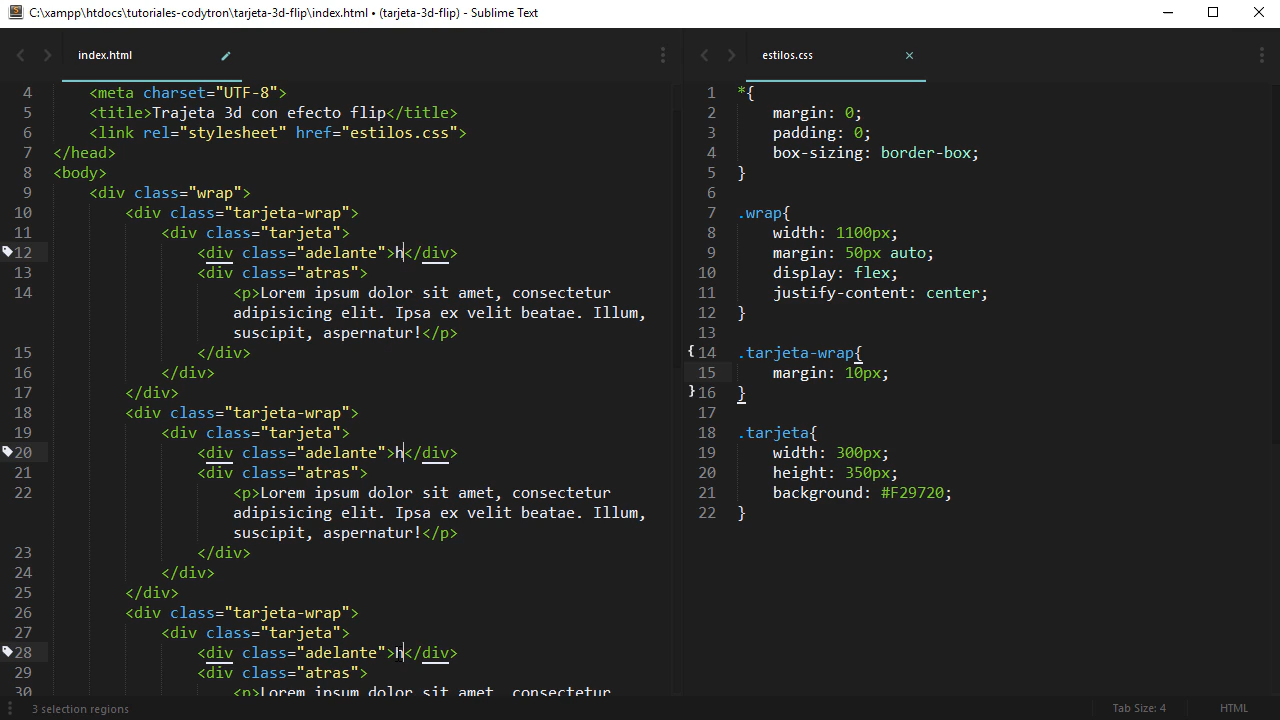 C:\xampp\htdocs\tutoriales-codytron\tarjeta-3d-flip\index.html • (tarjeta-3d-flip) - Sublime Text
index.html
4 <meta charset="UTF-8">
5 <title>Trajeta 3d con efecto flip</title>
6 <link rel="stylesheet" href="estilos.css">
7 </head>
8 <body>
9 <div class="wrap">
10 <div class="tarjeta-wrap">
11 <div class="tarjeta">
12 <div class="adelante">h</div>
13 <div class="atras">
14 <p>Lorem ipsum dolor sit amet, consectetur
adipisicing elit. Ipsa ex velit beatae. Illum,
suscipit, aspernatur!</p>
15 </div>
16 </div>
17 </div>
18 <div class="tarjeta-wrap">
19 <div class="tarjeta">
20 <div class="adelante">h</div>
21 <div class="atras">
22 <p>Lorem ipsum dolor sit amet, consectetur
adipisicing elit. Ipsa ex velit beatae. Illum,
suscipit, aspernatur!</p>
23 </div>
24 </div>
25 </div>
26 <div class="tarjeta-wrap">
27 <div class="tarjeta">
28 <div class="adelante">h</div>
29 <div class="atras">
30 <p>Lorem ipsum dolor sit amet, consectetur
estilos.css
1 *{
2 margin: 0;
3 padding: 0;
4 box-sizing: border-box;
5 }
6
7 .wrap{
8 width: 1100px;
9 margin: 50px auto;
10 display: flex;
11 justify-content: center;
12 }
13
14 .tarjeta-wrap{
15 margin: 10px;
16 }
17
18 .tarjeta{
19 width: 300px;
20 height: 350px;
21 background: #F29720;
22 }
3 selection regions
Tab Size: 4
HTML